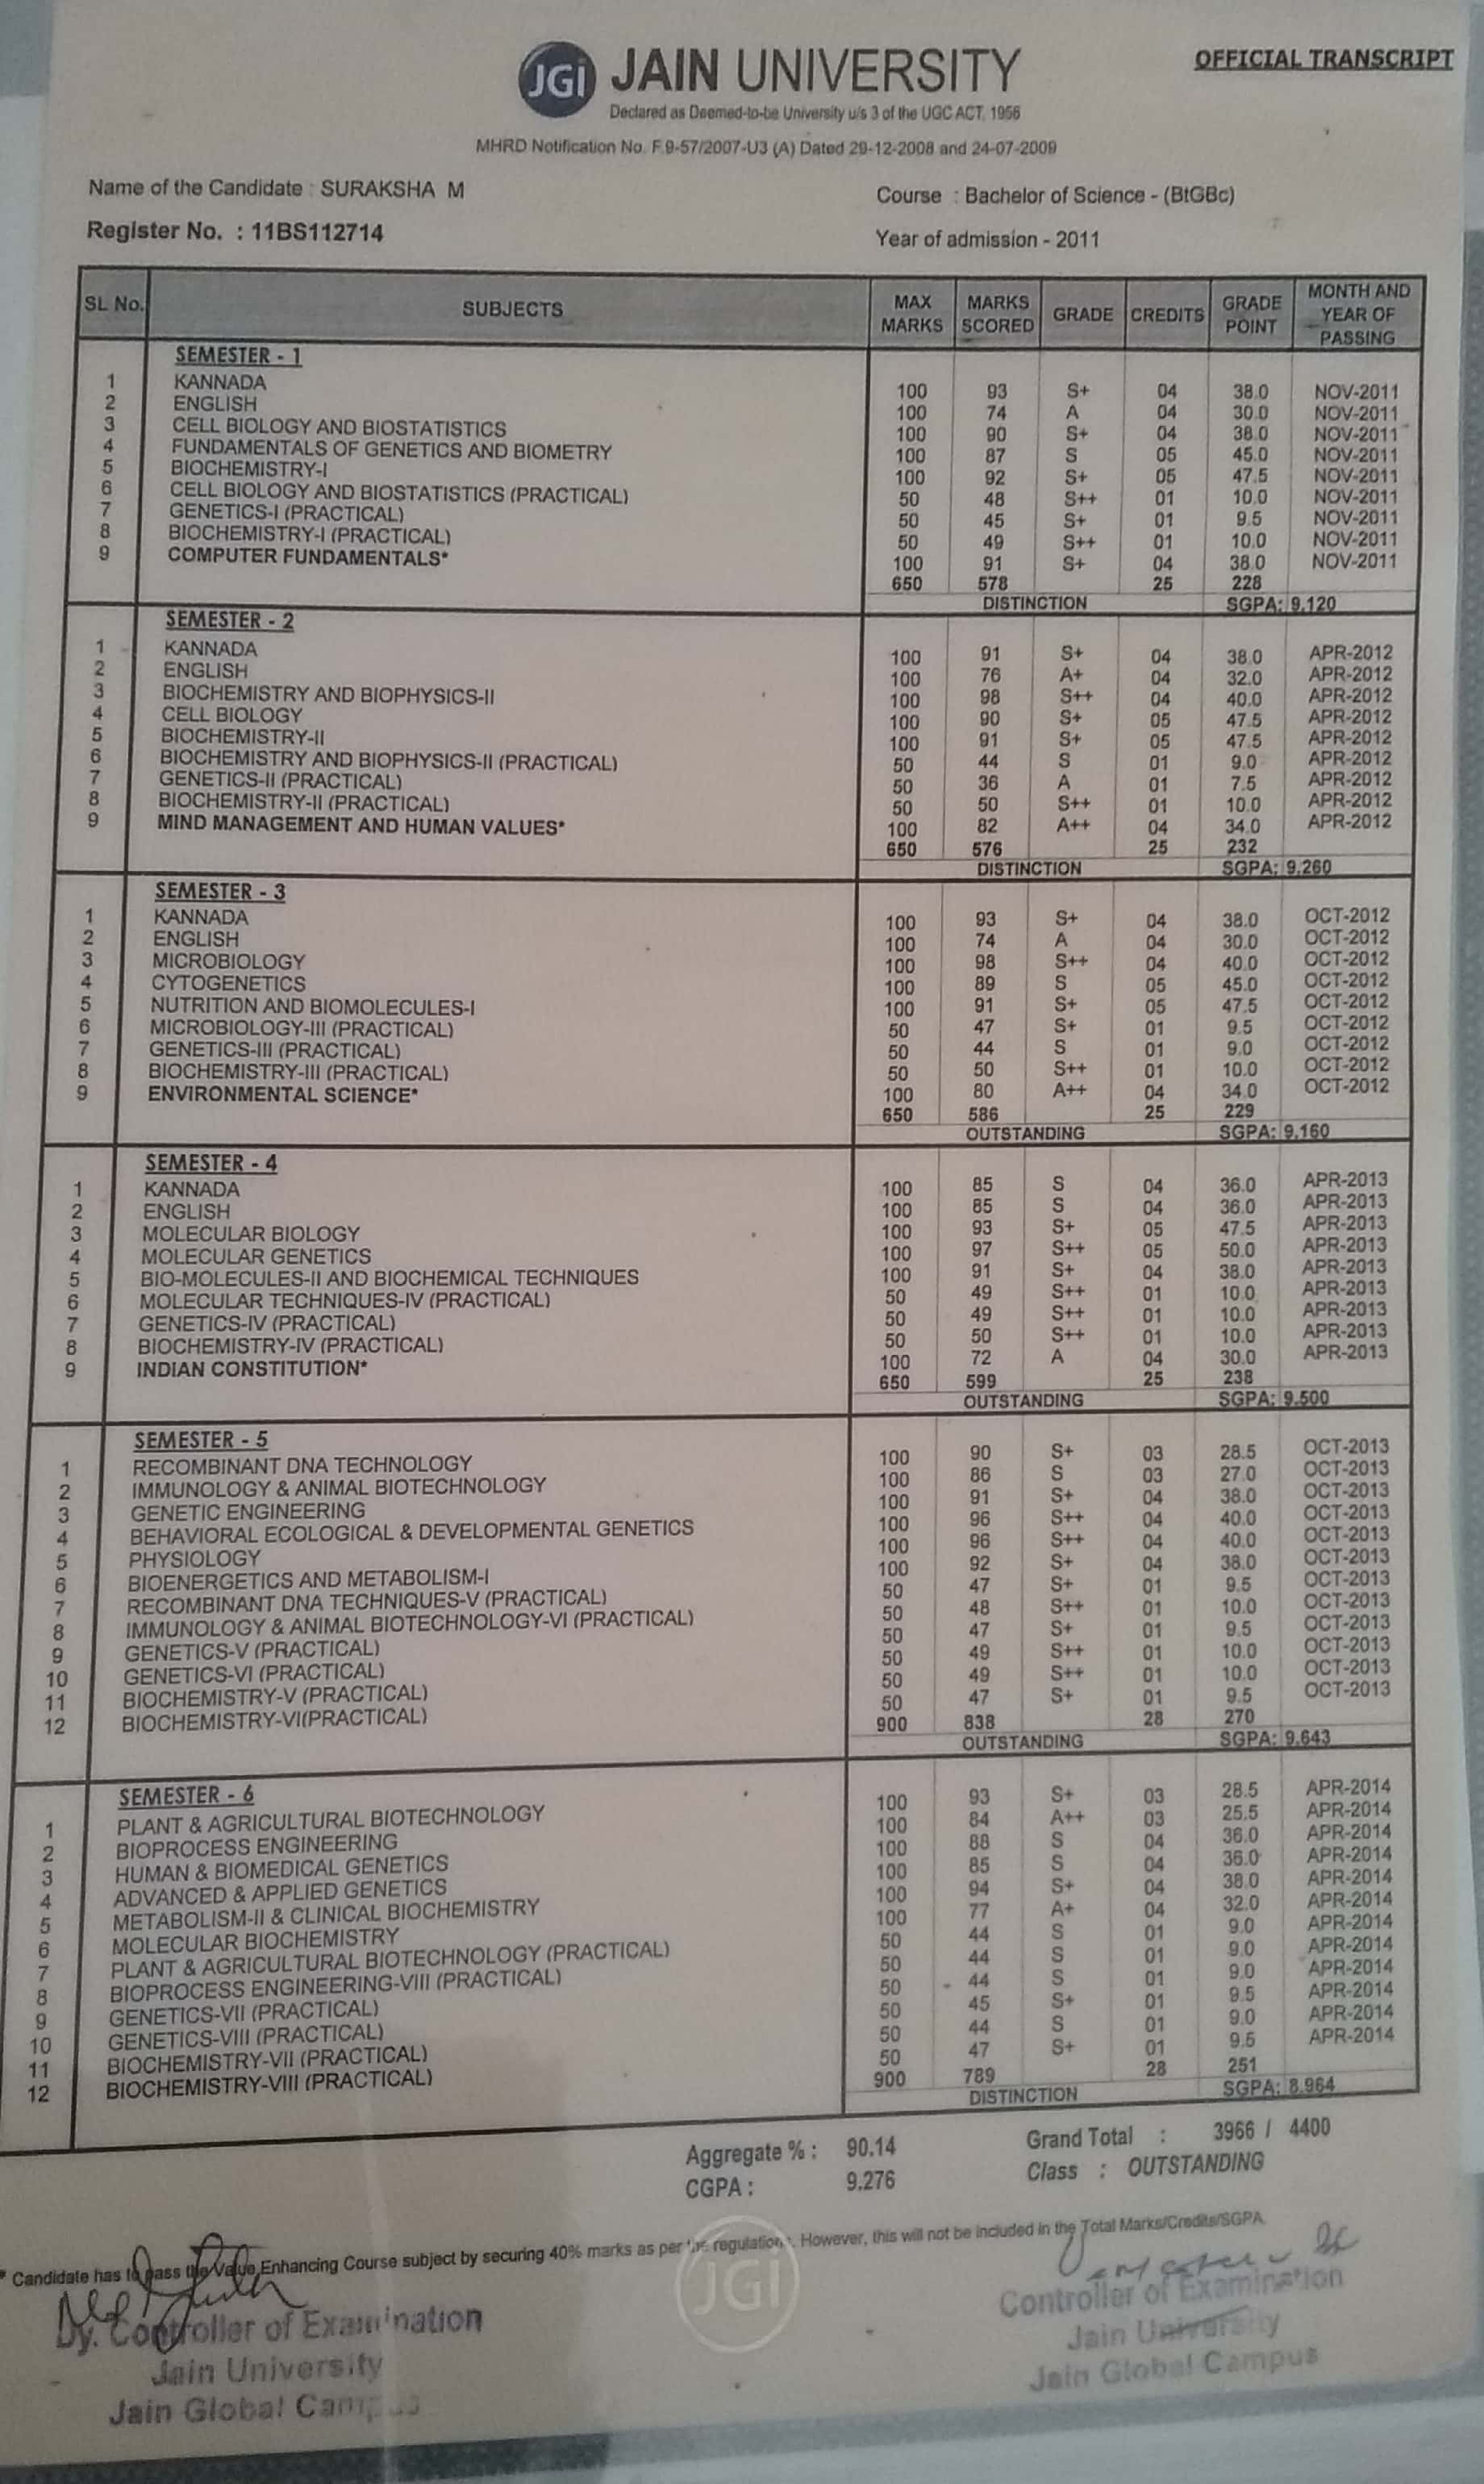 JGI JAIN UNIVERSITY
OFFICIAL TRANSCRIPT
Declared as Deemed-to-be University u/s 3 of the UGC ACT, 1956
MHRD Notification No. F.9-57/2007-U3 (A) Dated 29-12-2008 and 24-07-2009
Name of the Candidate : SURAKSHA M
Course : Bachelor of Science - (BtGBc)
Register No. : 11BS112714
Year of admission - 2011
SL No. SUBJECTS MAX MARKS MARKS SCORED GRADE CREDITS GRADE POINT MONTH AND YEAR OF PASSING
SEMESTER - 1
1 KANNADA 100 93 S+ 04 38.0 NOV-2011
2 ENGLISH 100 74 A 04 30.0 NOV-2011
3 CELL BIOLOGY AND BIOSTATISTICS 100 90 S+ 04 38.0 NOV-2011
4 FUNDAMENTALS OF GENETICS AND BIOMETRY 100 87 S 05 45.0 NOV-2011
5 BIOCHEMISTRY-I 100 92 S+ 05 47.5 NOV-2011
6 CELL BIOLOGY AND BIOSTATISTICS (PRACTICAL) 50 48 S++ 01 10.0 NOV-2011
7 GENETICS-I (PRACTICAL) 50 45 S+ 01 9.5 NOV-2011
8 BIOCHEMISTRY-I (PRACTICAL) 50 49 S++ 01 10.0 NOV-2011
9 COMPUTER FUNDAMENTALS* 100 91 S+ 04 38.0 NOV-2011
650 578 25 228
DISTINCTION SGPA: 9.120
SEMESTER - 2
1 KANNADA 100 91 S+ 04 38.0 APR-2012
2 ENGLISH 100 76 A+ 04 32.0 APR-2012
3 BIOCHEMISTRY AND BIOPHYSICS-II 100 98 S++ 04 40.0 APR-2012
4 CELL BIOLOGY 100 90 S+ 05 47.5 APR-2012
5 BIOCHEMISTRY-II 100 91 S+ 05 47.5 APR-2012
6 BIOCHEMISTRY AND BIOPHYSICS-II (PRACTICAL) 50 44 S 01 9.0 APR-2012
7 GENETICS-II (PRACTICAL) 50 36 A 01 7.5 APR-2012
8 BIOCHEMISTRY-II (PRACTICAL) 50 50 S++ 01 10.0 APR-2012
9 MIND MANAGEMENT AND HUMAN VALUES* 100 82 A++ 04 34.0 APR-2012
650 576 25 232
DISTINCTION SGPA: 9.260
SEMESTER - 3
1 KANNADA 100 93 S+ 04 38.0 OCT-2012
2 ENGLISH 100 74 A 04 30.0 OCT-2012
3 MICROBIOLOGY 100 98 S++ 04 40.0 OCT-2012
4 CYTOGENETICS 100 89 S 05 45.0 OCT-2012
5 NUTRITION AND BIOMOLECULES-I 100 91 S+ 05 47.5 OCT-2012
6 MICROBIOLOGY-III (PRACTICAL) 50 47 S+ 01 9.5 OCT-2012
7 GENETICS-III (PRACTICAL) 50 44 S 01 9.0 OCT-2012
8 BIOCHEMISTRY-III (PRACTICAL) 50 50 S++ 01 10.0 OCT-2012
9 ENVIRONMENTAL SCIENCE* 100 80 A++ 04 34.0 OCT-2012
650 586 25 229
OUTSTANDING SGPA: 9.160
SEMESTER - 4
1 KANNADA 100 85 S 04 36.0 APR-2013
2 ENGLISH 100 85 S 04 36.0 APR-2013
3 MOLECULAR BIOLOGY 100 93 S+ 05 47.5 APR-2013
4 MOLECULAR GENETICS 100 97 S++ 05 50.0 APR-2013
5 BIO-MOLECULES-II AND BIOCHEMICAL TECHNIQUES 100 91 S+ 04 38.0 APR-2013
6 MOLECULAR TECHNIQUES-IV (PRACTICAL) 50 49 S++ 01 10.0 APR-2013
7 GENETICS-IV (PRACTICAL) 50 49 S++ 01 10.0 APR-2013
8 BIOCHEMISTRY-IV (PRACTICAL) 50 50 S++ 01 10.0 APR-2013
9 INDIAN CONSTITUTION* 100 72 A 04 30.0 APR-2013
650 599 25 238
OUTSTANDING SGPA: 9.500
SEMESTER - 5
1 RECOMBINANT DNA TECHNOLOGY 100 90 S+ 03 28.5 OCT-2013
2 IMMUNOLOGY & ANIMAL BIOTECHNOLOGY 100 86 S 03 27.0 OCT-2013
3 GENETIC ENGINEERING 100 91 S+ 04 38.0 OCT-2013
4 BEHAVIORAL ECOLOGICAL & DEVELOPMENTAL GENETICS 100 96 S++ 04 40.0 OCT-2013
5 PHYSIOLOGY 100 96 S++ 04 40.0 OCT-2013
6 BIOENERGETICS AND METABOLISM-I 100 92 S+ 04 38.0 OCT-2013
7 RECOMBINANT DNA TECHNIQUES-V (PRACTICAL) 50 47 S+ 01 9.5 OCT-2013
8 IMMUNOLOGY & ANIMAL BIOTECHNOLOGY-VI (PRACTICAL) 50 48 S++ 01 10.0 OCT-2013
9 GENETICS-V (PRACTICAL) 50 47 S+ 01 9.5 OCT-2013
10 GENETICS-VI (PRACTICAL) 50 49 S++ 01 10.0 OCT-2013
11 BIOCHEMISTRY-V (PRACTICAL) 50 49 S++ 01 10.0 OCT-2013
12 BIOCHEMISTRY-VI(PRACTICAL) 50 47 S+ 01 9.5 OCT-2013
900 838 28 270
OUTSTANDING SGPA: 9.643
SEMESTER - 6
1 PLANT & AGRICULTURAL BIOTECHNOLOGY 100 93 S+ 03 28.5 APR-2014
2 BIOPROCESS ENGINEERING 100 84 A++ 03 25.5 APR-2014
3 HUMAN & BIOMEDICAL GENETICS 100 88 S 04 36.0 APR-2014
4 ADVANCED & APPLIED GENETICS 100 85 S 04 36.0 APR-2014
5 METABOLISM-II & CLINICAL BIOCHEMISTRY 100 94 S+ 04 38.0 APR-2014
6 MOLECULAR BIOCHEMISTRY 100 77 A+ 04 32.0 APR-2014
7 PLANT & AGRICULTURAL BIOTECHNOLOGY (PRACTICAL) 50 44 S 01 9.0 APR-2014
8 BIOPROCESS ENGINEERING-VIII (PRACTICAL) 50 44 S 01 9.0 APR-2014
9 GENETICS-VII (PRACTICAL) 50 44 S 01 9.0 APR-2014
10 GENETICS-VIII (PRACTICAL) 50 45 S+ 01 9.5 APR-2014
11 BIOCHEMISTRY-VII (PRACTICAL) 50 44 S 01 9.0 APR-2014
12 BIOCHEMISTRY-VIII (PRACTICAL) 50 47 S+ 01 9.5 APR-2014
900 789 28 251
DISTINCTION SGPA: 8.964
Aggregate % : 90.14 Grand Total : 3966 / 4400
CGPA : 9.276 Class : OUTSTANDING
* Candidate has to pass the Value Enhancing Course subject by securing 40% marks as per the regulations. However, this will not be included in the Total Marks/Credits/SGPA.
JGI
Dy. Controller of Examination
Jain University
Jain Global Campus
Controller of Examination
Jain University
Jain Global Campus